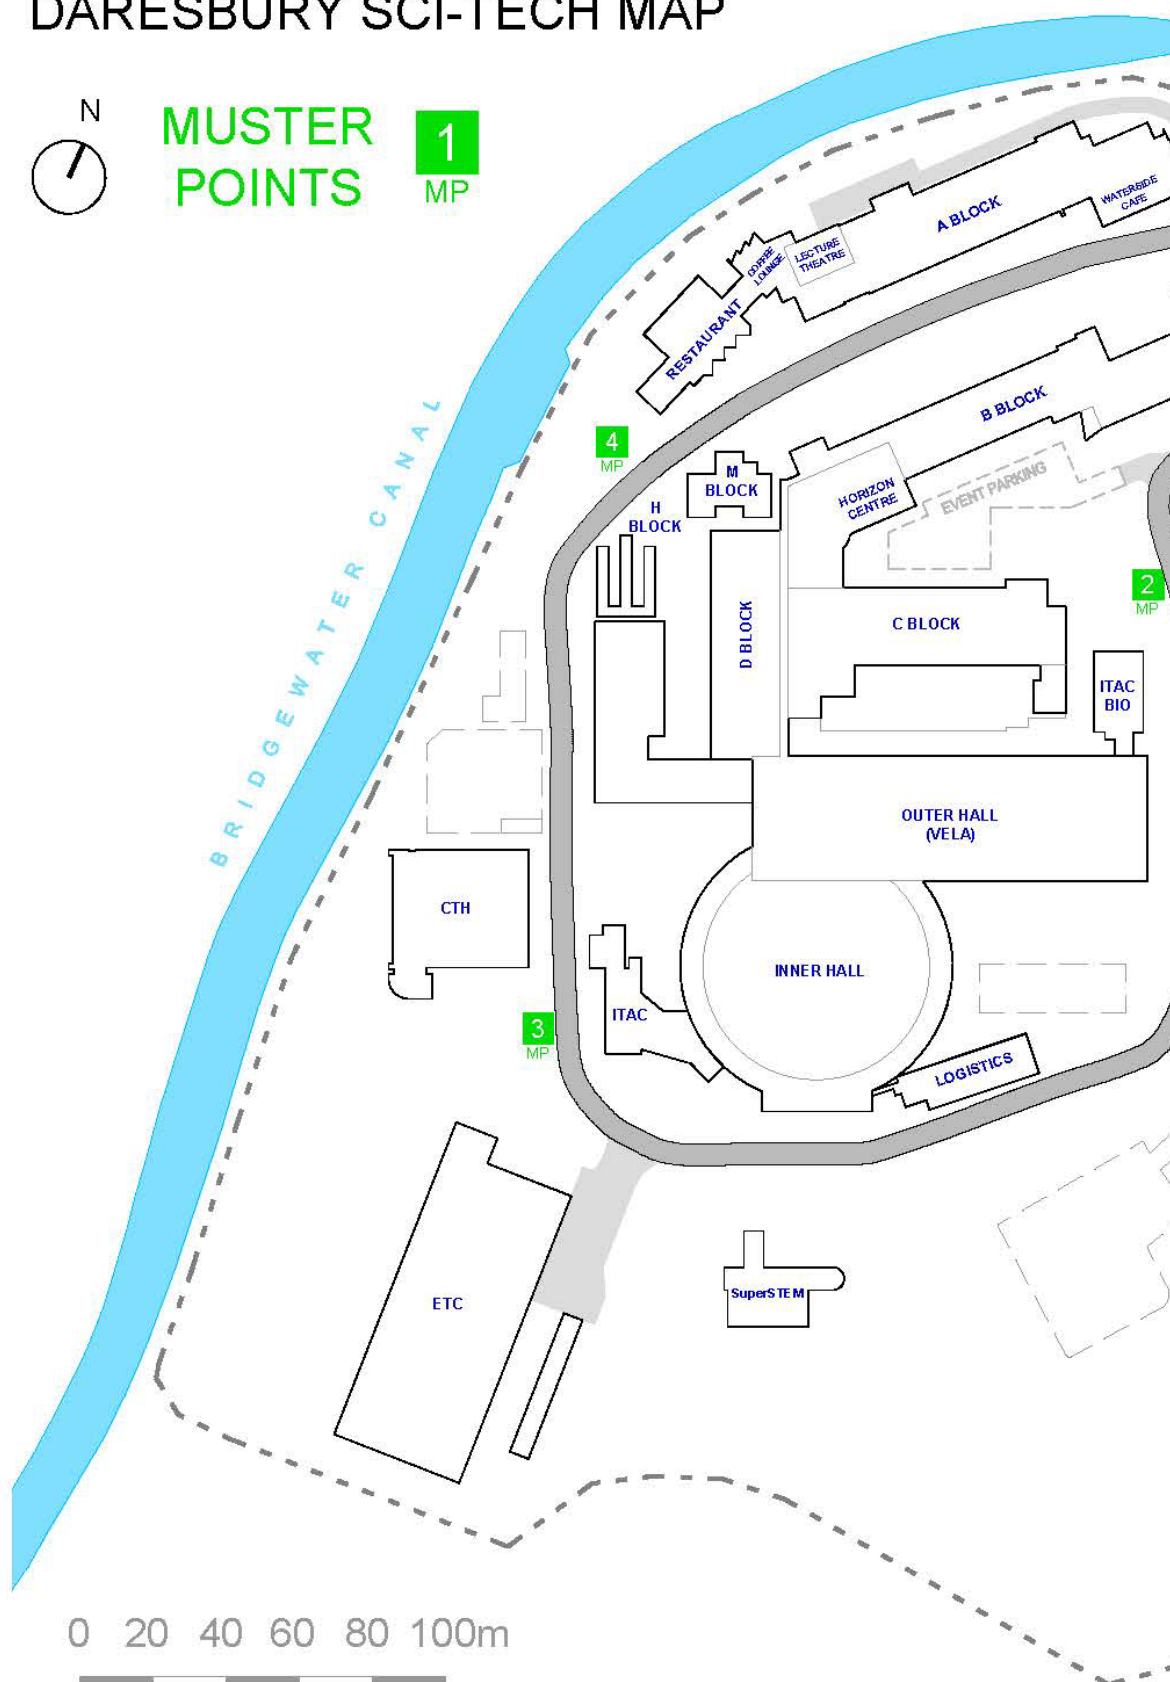 DARESBURY SCI-TECH MAP
N
MUSTER
POINTS
1
MP
WATERSIDE
CAFE
A BLOCK
LECTURE
THEATRE
COFFEE
LOUNGE
RESTAURANT
B BLOCK
BRIDGEWATER CANAL
4
MP
M
BLOCK
H
BLOCK
HORIZON
CENTRE
EVENT PARKING
2
MP
D BLOCK
C BLOCK
ITAC
BIO
OUTER HALL
(VELA)
CTH
INNER HALL
ITAC
3
MP
LOGISTICS
ETC
SuperSTEM
0 20 40 60 80 100m